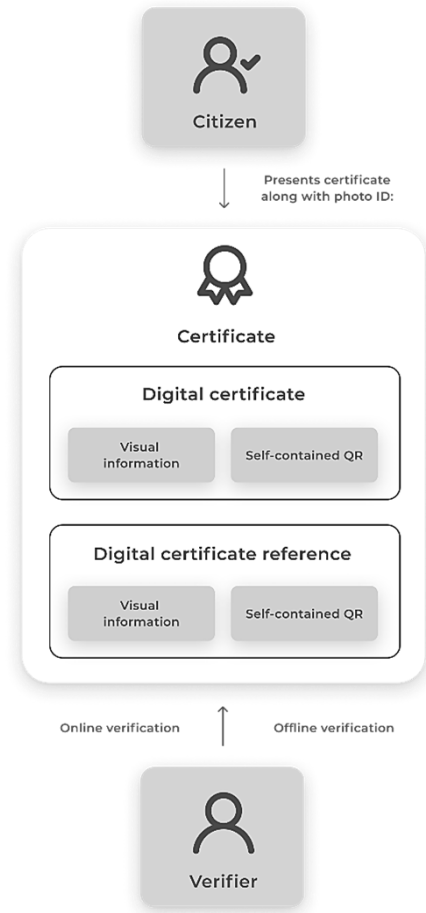 Citizen
Presents certificate
along with photo ID:
Certificate
Digital certificate
Visual
information
Self-contained QR
Digital certificate reference
Visual
information
Self-contained QR
Online verification
Offline verification
Verifier